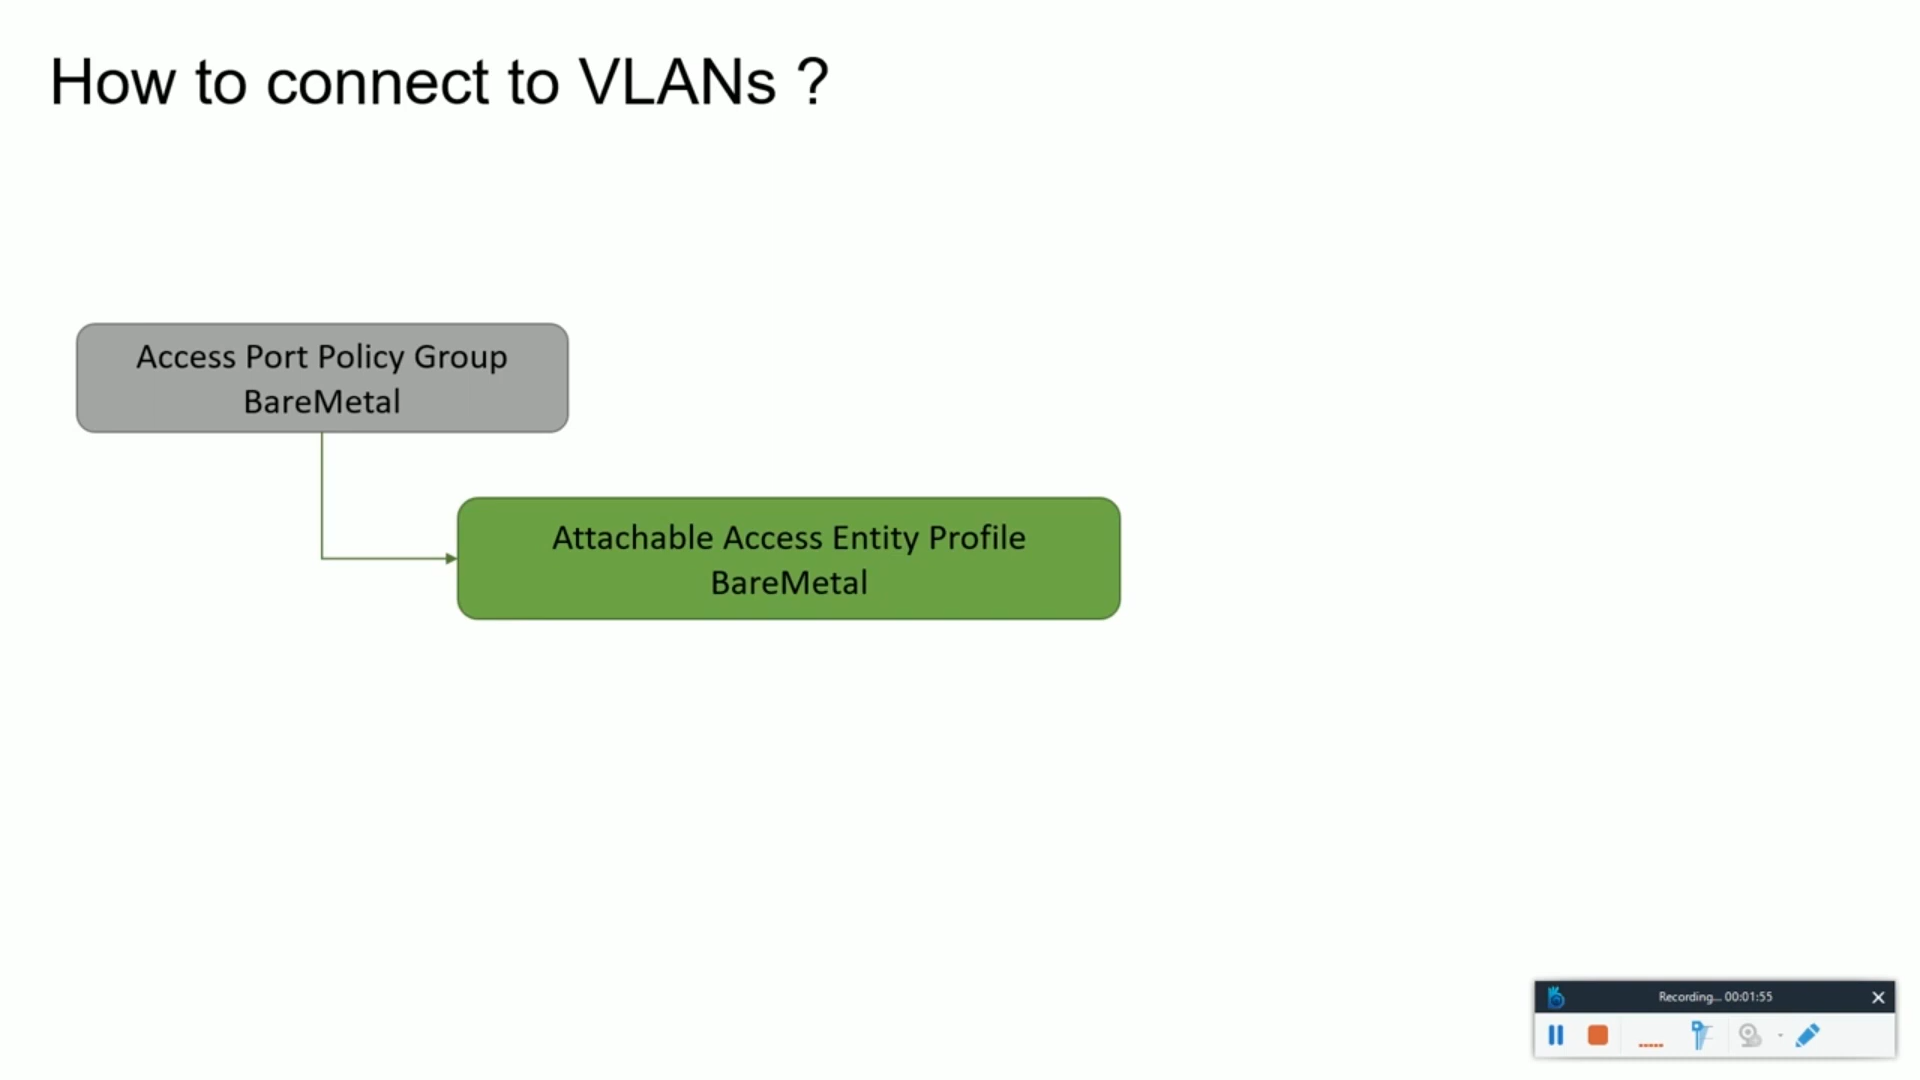 How to connect to VLANs ?
Access Port Policy Group
BareMetal
Attachable Access Entity Profile
BareMetal
Recording... 00:01:55